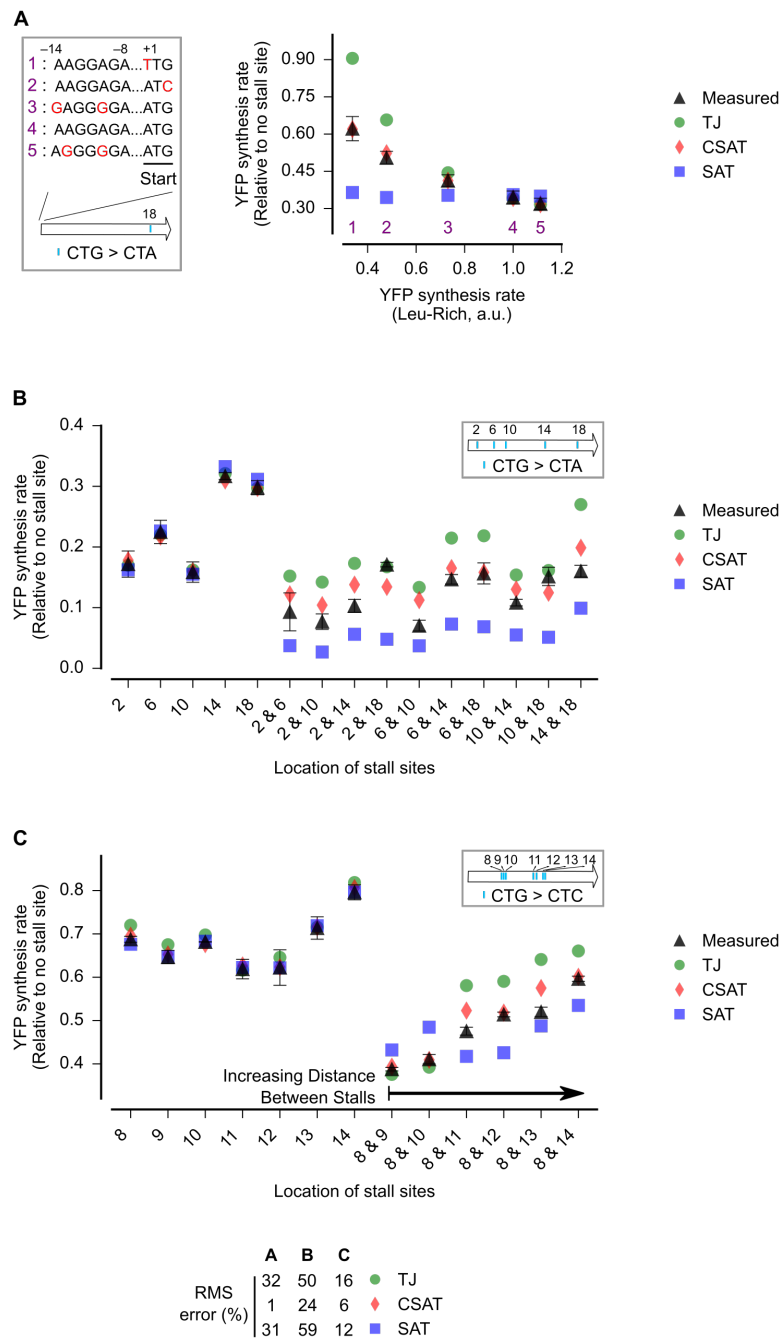 A
–14 –8 +1
1 : AAGGAGA...TTG
2 : AAGGAGA...ATC
3 : GAGGGGA...ATG
4 : AAGGAGA...ATG
5 : AGGGGGA...ATG
Start
18
CTG > CTA
YFP synthesis rate
(Relative to no stall site)
0.90
0.75
0.60
0.45
0.30
1 2 3 4 5
0.4 0.6 0.8 1.0 1.2
YFP synthesis rate
(Leu-Rich, a.u.)
Measured
TJ
CSAT
SAT
B
YFP synthesis rate
(Relative to no stall site)
0.4
0.3
0.2
0.1
0.0
2 6 10 14 18
CTG > CTA
Measured
TJ
CSAT
SAT
2 6 10 14 18 2 & 6 2 & 10 2 & 14 2 & 18 6 & 10 6 & 14 6 & 18 10 & 14 10 & 18 14 & 18
Location of stall sites
C
YFP synthesis rate
(Relative to no stall site)
0.8
0.7
0.6
0.5
0.4
8 9 10 11 12 13 14
CTG > CTC
Measured
TJ
CSAT
SAT
Increasing Distance
Between Stalls
8 9 10 11 12 13 14 8 & 9 8 & 10 8 & 11 8 & 12 8 & 13 8 & 14
Location of stall sites
A B C
RMS
error (%)
32 50 16 TJ
1 24 6 CSAT
31 59 12 SAT